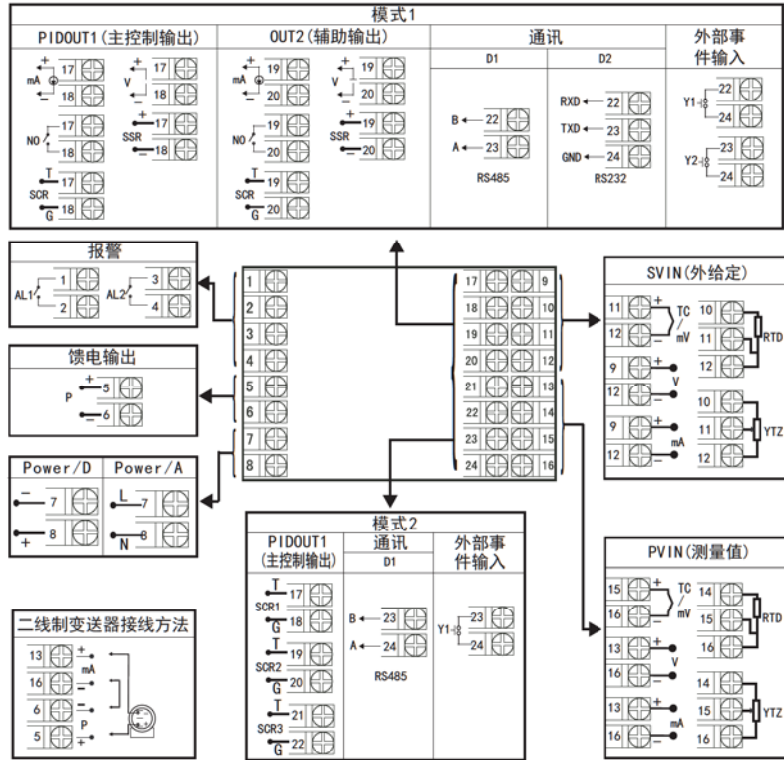 模式1
PIDOUT1(主控制输出) OUT2(辅助输出) 通讯 外部事件输入
D1 D2
+ mA − 17 18
+ V − 17 18
NO 17 18
+ SSR − 17 18
T SCR G 17 18
+ mA − 19 20
+ V − 19 20
NO 19 20
+ SSR − 19 20
T SCR G 19 20
B 22
A 23
RS485
RXD 22
TXD 23
GND 24
RS232
Y1 22 24
Y2 23 24
报警
AL1 1 2
AL2 3 4
馈电输出
P + 5
− 6
Power/D Power/A
− 7 L 7
+ 8 N 8
1 17 9
2 18 10
3 19 11
4 20 12
5 21 13
6 22 14
7 23 15
8 24 16
SVIN(外给定)
11 + 12 − TC / mV
10 11 12 RTD
9 + 12 − V
10 11 12 YTZ
9 + 12 − mA
模式2
PIDOUT1 (主控制输出) 通讯 外部事件输入
D1
T 17 SCR1 G 18
T 19 SCR2 G 20
T 21 SCR3 G 22
B 23
A 24
RS485
Y1 23 24
PVIN(测量值)
15 + 16 − TC / mV
14 15 16 RTD
13 + 16 − V
14 15 16 YTZ
13 + 16 − mA
二线制变送器接线方法
13 +
mA
16 −
6 −
P
5 +